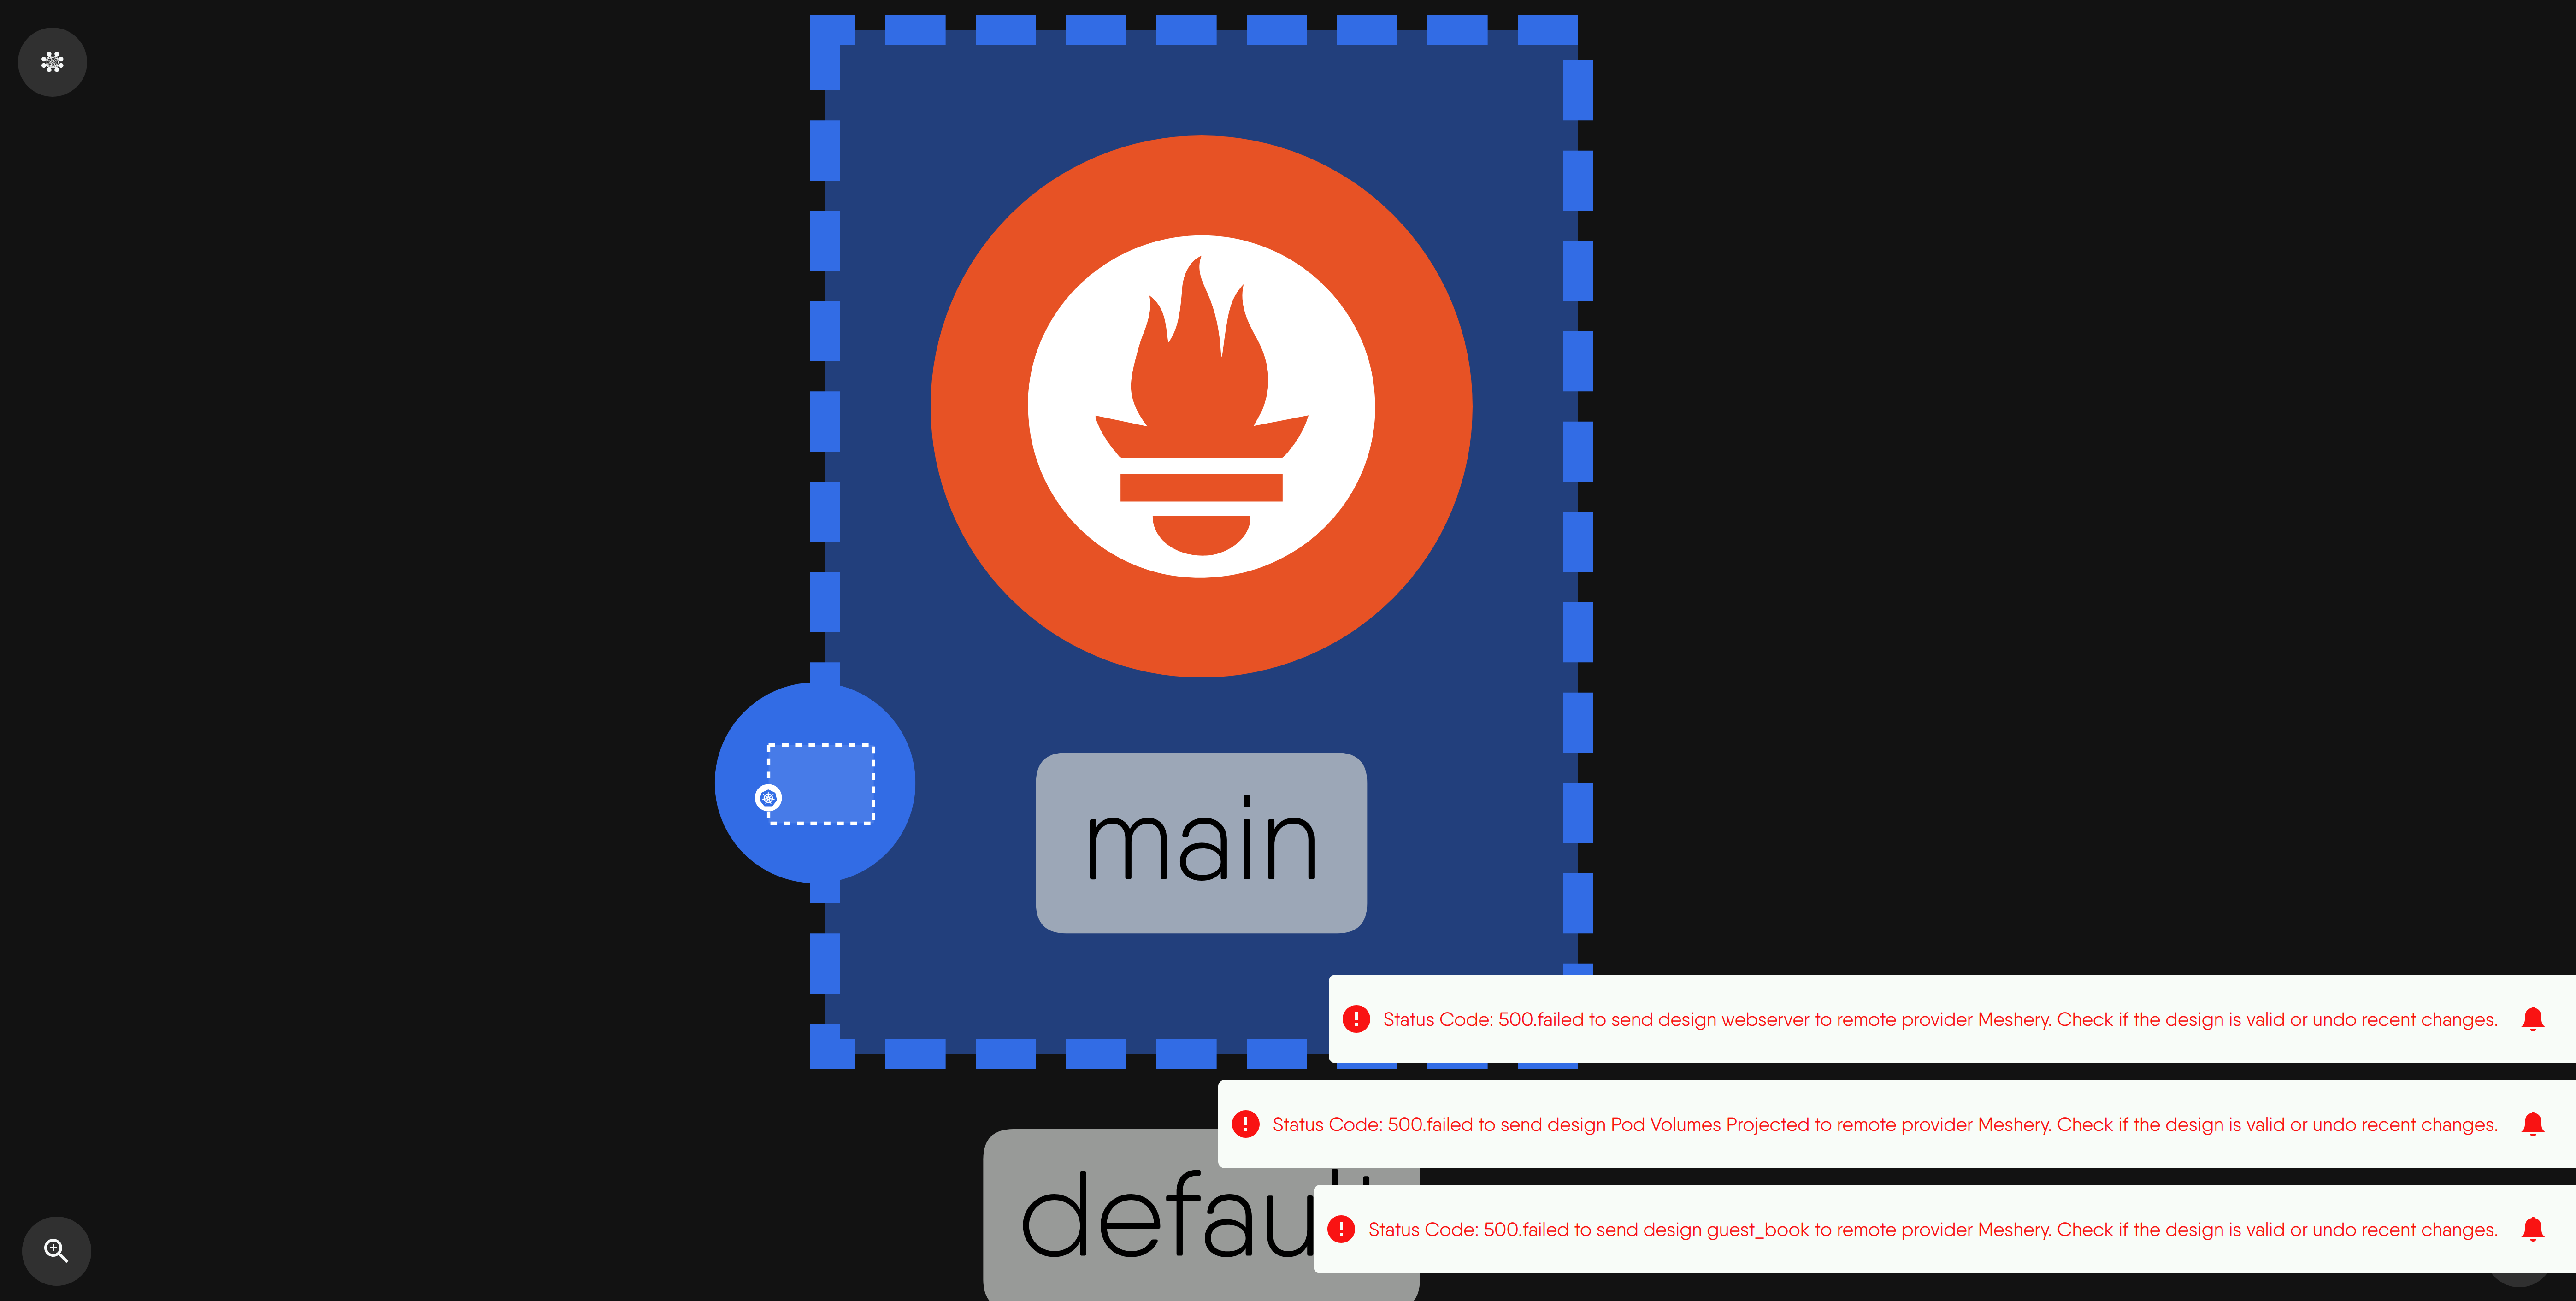 main
Status Code: 500.failed to send design webserver to remote provider Meshery. Check if the design is valid or undo recent changes.
Status Code: 500.failed to send design Pod Volumes Projected to remote provider Meshery. Check if the design is valid or undo recent changes.
Status Code: 500.failed to send design guest_book to remote provider Meshery. Check if the design is valid or undo recent changes.